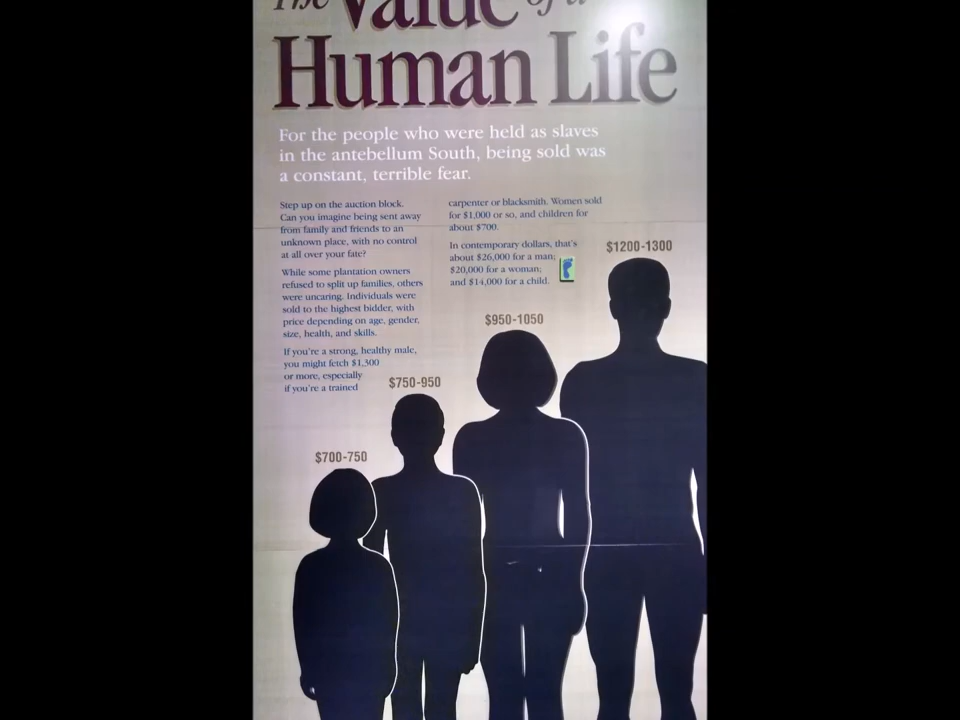 The Value of a
Human Life
For the people who were held as slaves
in the antebellum South, being sold was
a constant, terrible fear.
Step up on the auction block.
Can you imagine being sent away
from family and friends to an
unknown place, with no control
at all over your fate?
While some plantation owners
refused to split up families, others
were uncaring. Individuals were
sold to the highest bidder, with
price depending on age, gender,
size, health, and skills.
If you're a strong, healthy male,
you might fetch $1,300
or more, especially
if you're a trained
carpenter or blacksmith. Women sold
for $1,000 or so, and children for
about $700.
In contemporary dollars, that's
about $26,000 for a man;
$20,000 for a woman;
and $14,000 for a child.
$1200-1300
$950-1050
$750-950
$700-750